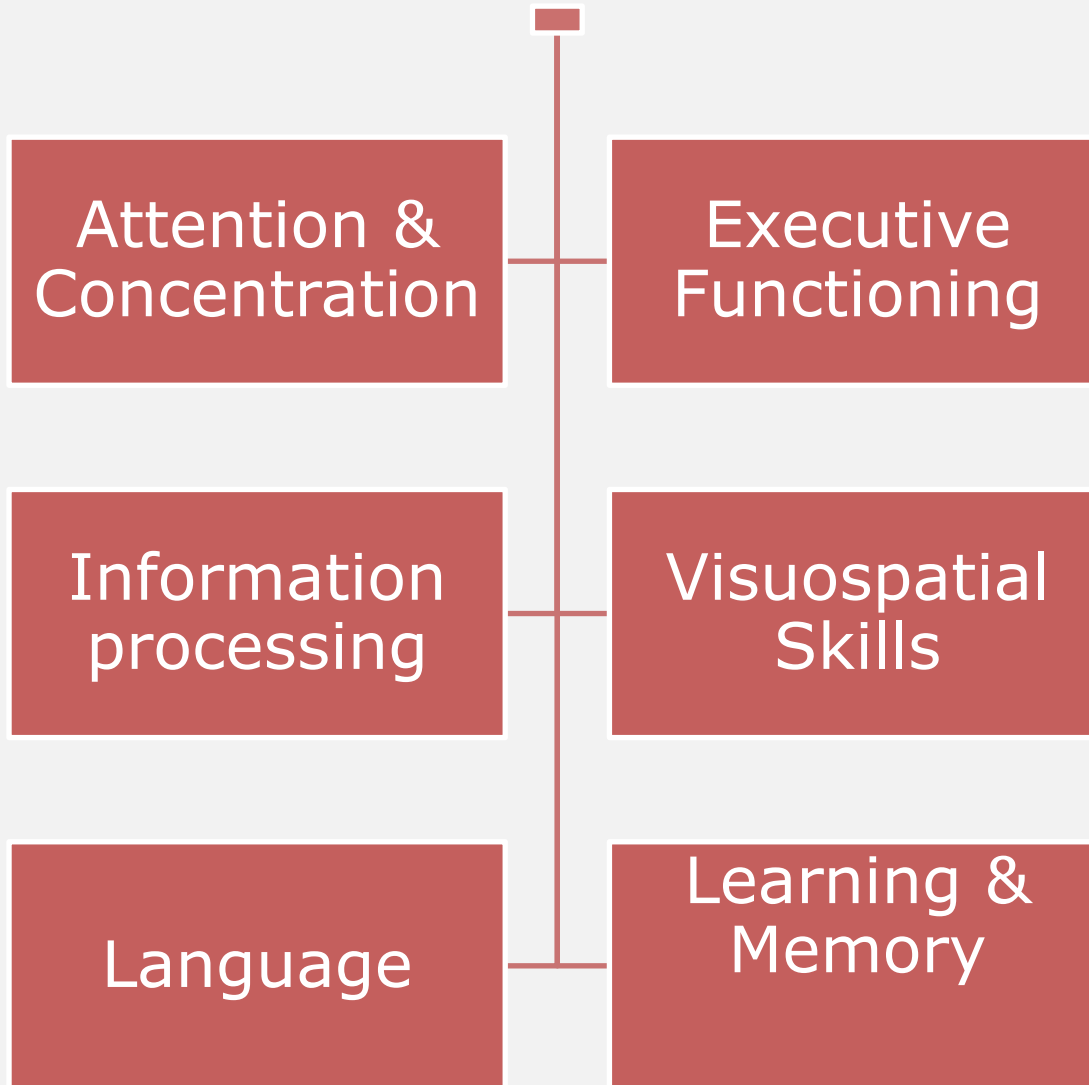 Attention &
Concentration
Executive
Functioning
Information
processing
Visuospatial
Skills
Language
Learning &
Memory